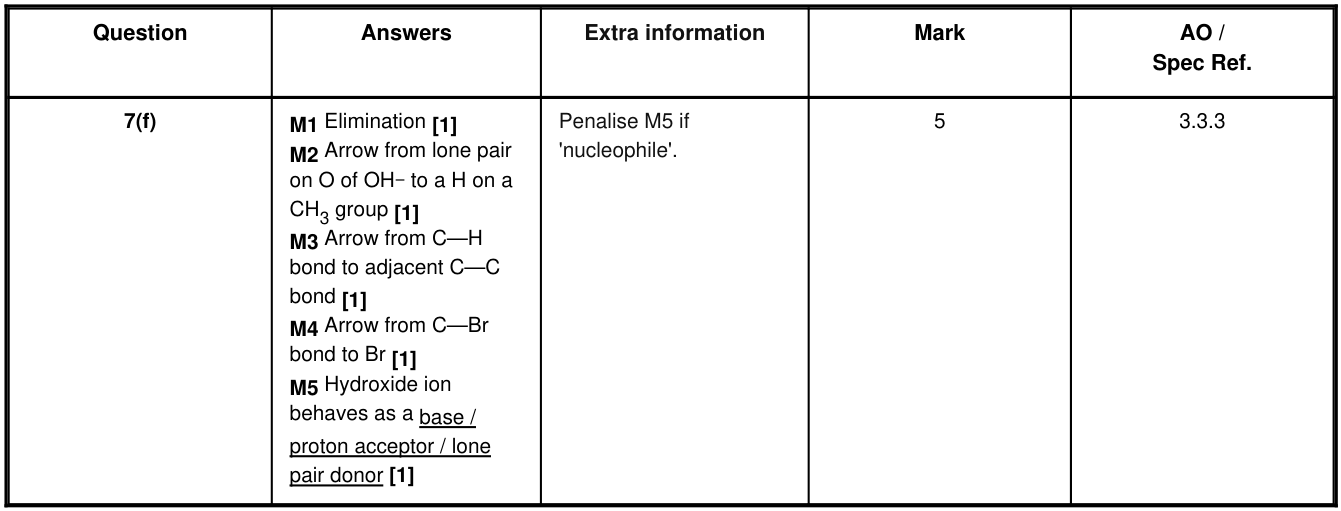 Question Answers Extra information Mark AO /
Spec Ref.
7(f) M1 Elimination [1] Penalise M5 if 5 3.3.3
M2 Arrow from lone pair 'nucleophile'.
on O of OH– to a H on a
CH3 group [1]
M3 Arrow from C—H
bond to adjacent C—C
bond [1]
M4 Arrow from C—Br
bond to Br [1]
M5 Hydroxide ion
behaves as a base /
proton acceptor / lone
pair donor [1]